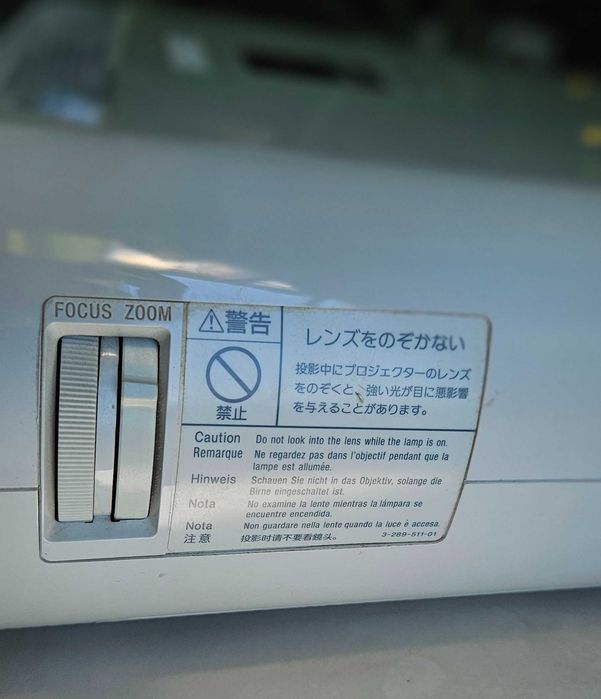 FOCUS ZOOM
⚠警告
禁止
レンズをのぞかない
投影中にプロジェクターのレンズ
をのぞくと、強い光が目に悪影響
を与えることがあります。
Caution Do not look into the lens while the lamp is on.
Remarque Ne regardez pas dans l'objectif pendant que la
lampe est allumée.
Hinweis Schauen Sie nicht in das Objektiv, solange die
Birne eingeschaltet ist.
Nota No examine la lente mientras la lámpara se
encuentre encendida.
Nota Non guardare nella lente quando la luce è accesa.
注意 投影时请不要看镜头。 3-289-511-01